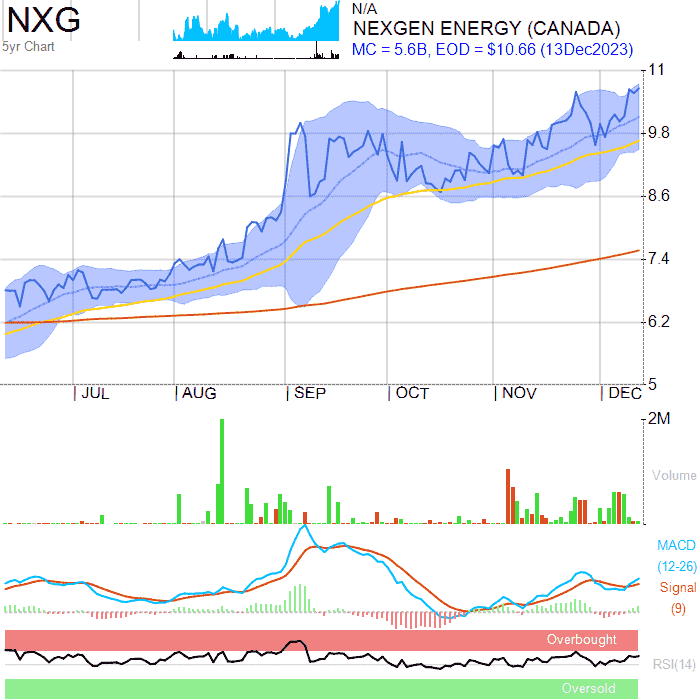 NXG
5yr Chart
N/A
NEXGEN ENERGY (CANADA)
MC = 5.6B, EOD = $10.66 (13Dec2023)
11
9.8
8.6
7.4
6.2
5
JUL AUG SEP OCT NOV DEC
2M
Volume
MACD
(12-26)
Signal
(9)
Overbought
RSI(14)
Oversold